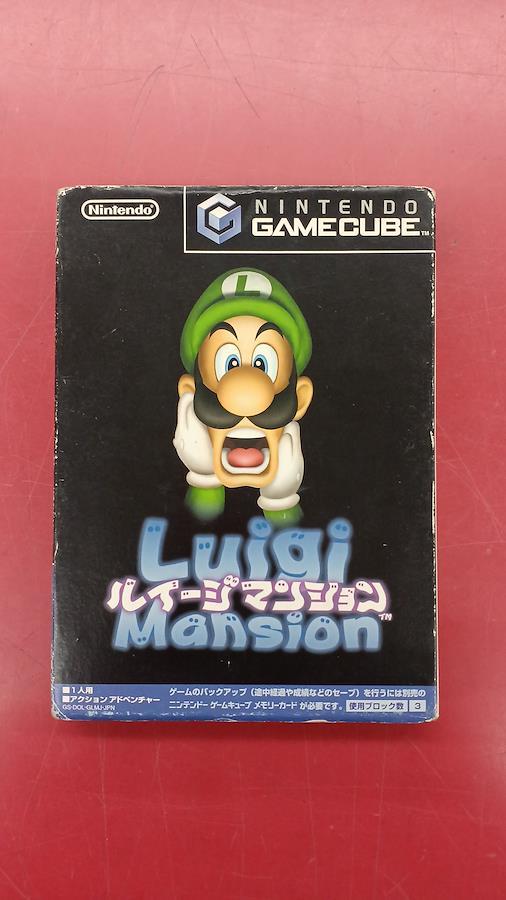 Nintendo
NINTENDO
GAMECUBE™
L
Luigi
ルイージマンション
Mansion™
■1人用
■アクションアドベンチャー
GS-DOL-GLMJ-JPN
ゲームのバックアップ（途中経過や成績などのセーブ）を行うには別売の
ニンテンドー ゲームキューブ メモリーカード が必要です。 使用ブロック数 3